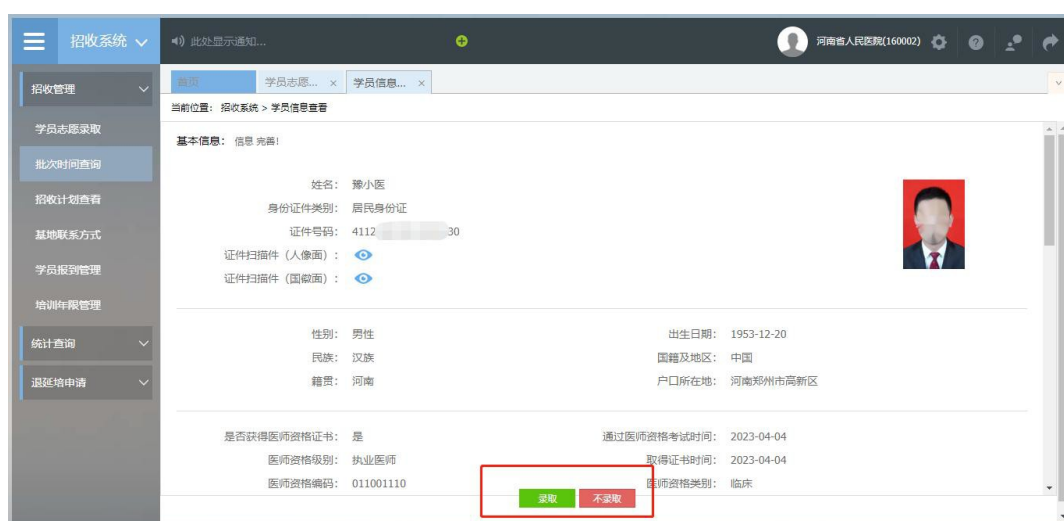 招收系统
此处显示通知...
河南省人民医院(160002)
招收管理
首页
学员志愿... ×
学员信息... ×
当前位置: 招收系统 > 学员信息查看
学员志愿录取
批次时间查询
招收计划查看
基地联系方式
学员报到管理
培训年限管理
统计查询
退延培申请
基本信息: 信息 完善!
姓名: 豫小医
身份证件类别: 居民身份证
证件号码: 4112 30
证件扫描件(人像面):
证件扫描件(国徽面):
性别: 男性 出生日期: 1953-12-20
民族: 汉族 国籍及地区: 中国
籍贯: 河南 户口所在地: 河南郑州市高新区
是否获得医师资格证书: 是 通过医师资格考试时间: 2023-04-04
医师资格级别: 执业医师 取得证书时间: 2023-04-04
医师资格编码: 011001110 医师资格类别: 临床
录取 不录取